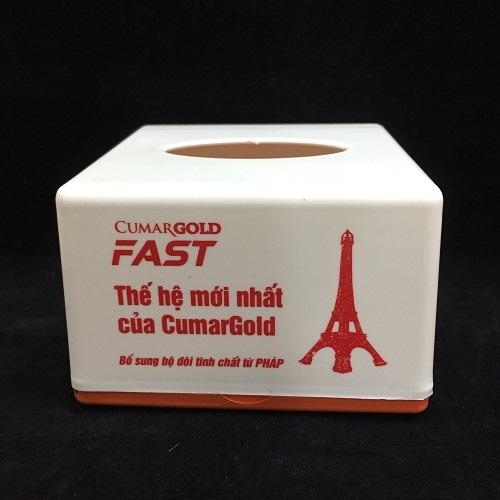 CUMARGOLD
FAST
Thế hệ mới nhất
của CumarGold
Bổ sung bộ đôi tinh chất từ PHÁP